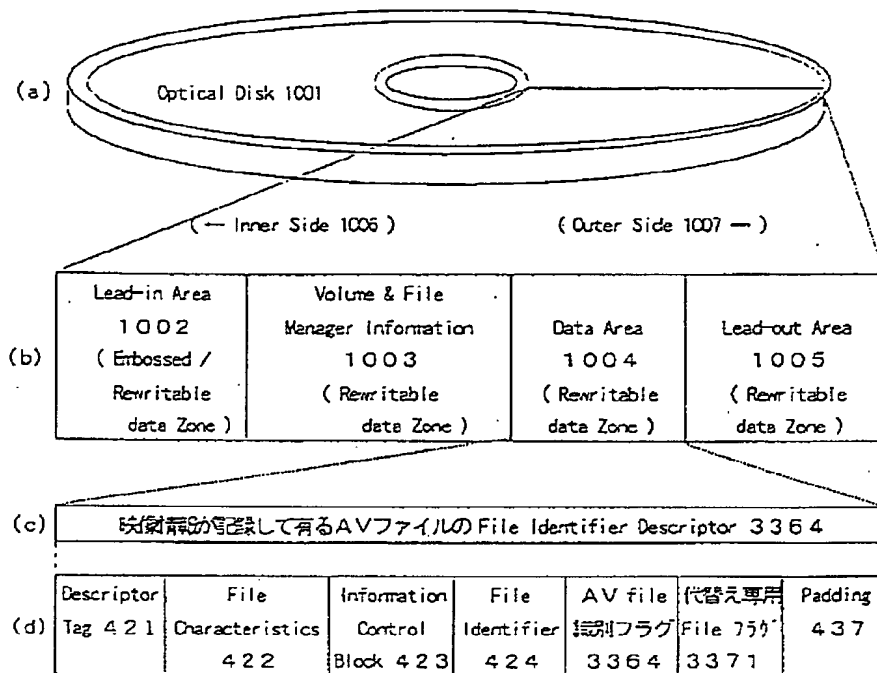 (a)
Optical Disk 1001
(← Inner Side 1006 )
( Outer Side 1007 → )
(b)
Lead-in Area
1002
( Embossed /
Rewritable
data Zone )
Volume & File
Manager Information
1003
( Rewritable
data Zone )
Data Area
1004
( Rewritable
data Zone )
Lead-out Area
1005
( Rewritable
data Zone )
(c)
映像情報が記録して有るAVファイルの File Identifier Descriptor 3364
(d)
Descriptor
Tag 421
File
Characteristics
422
Information
Control
Block 423
File
Identifier
424
AV file
識別フラグ
3364
代替え専用
File フラグ
3371
Padding
437